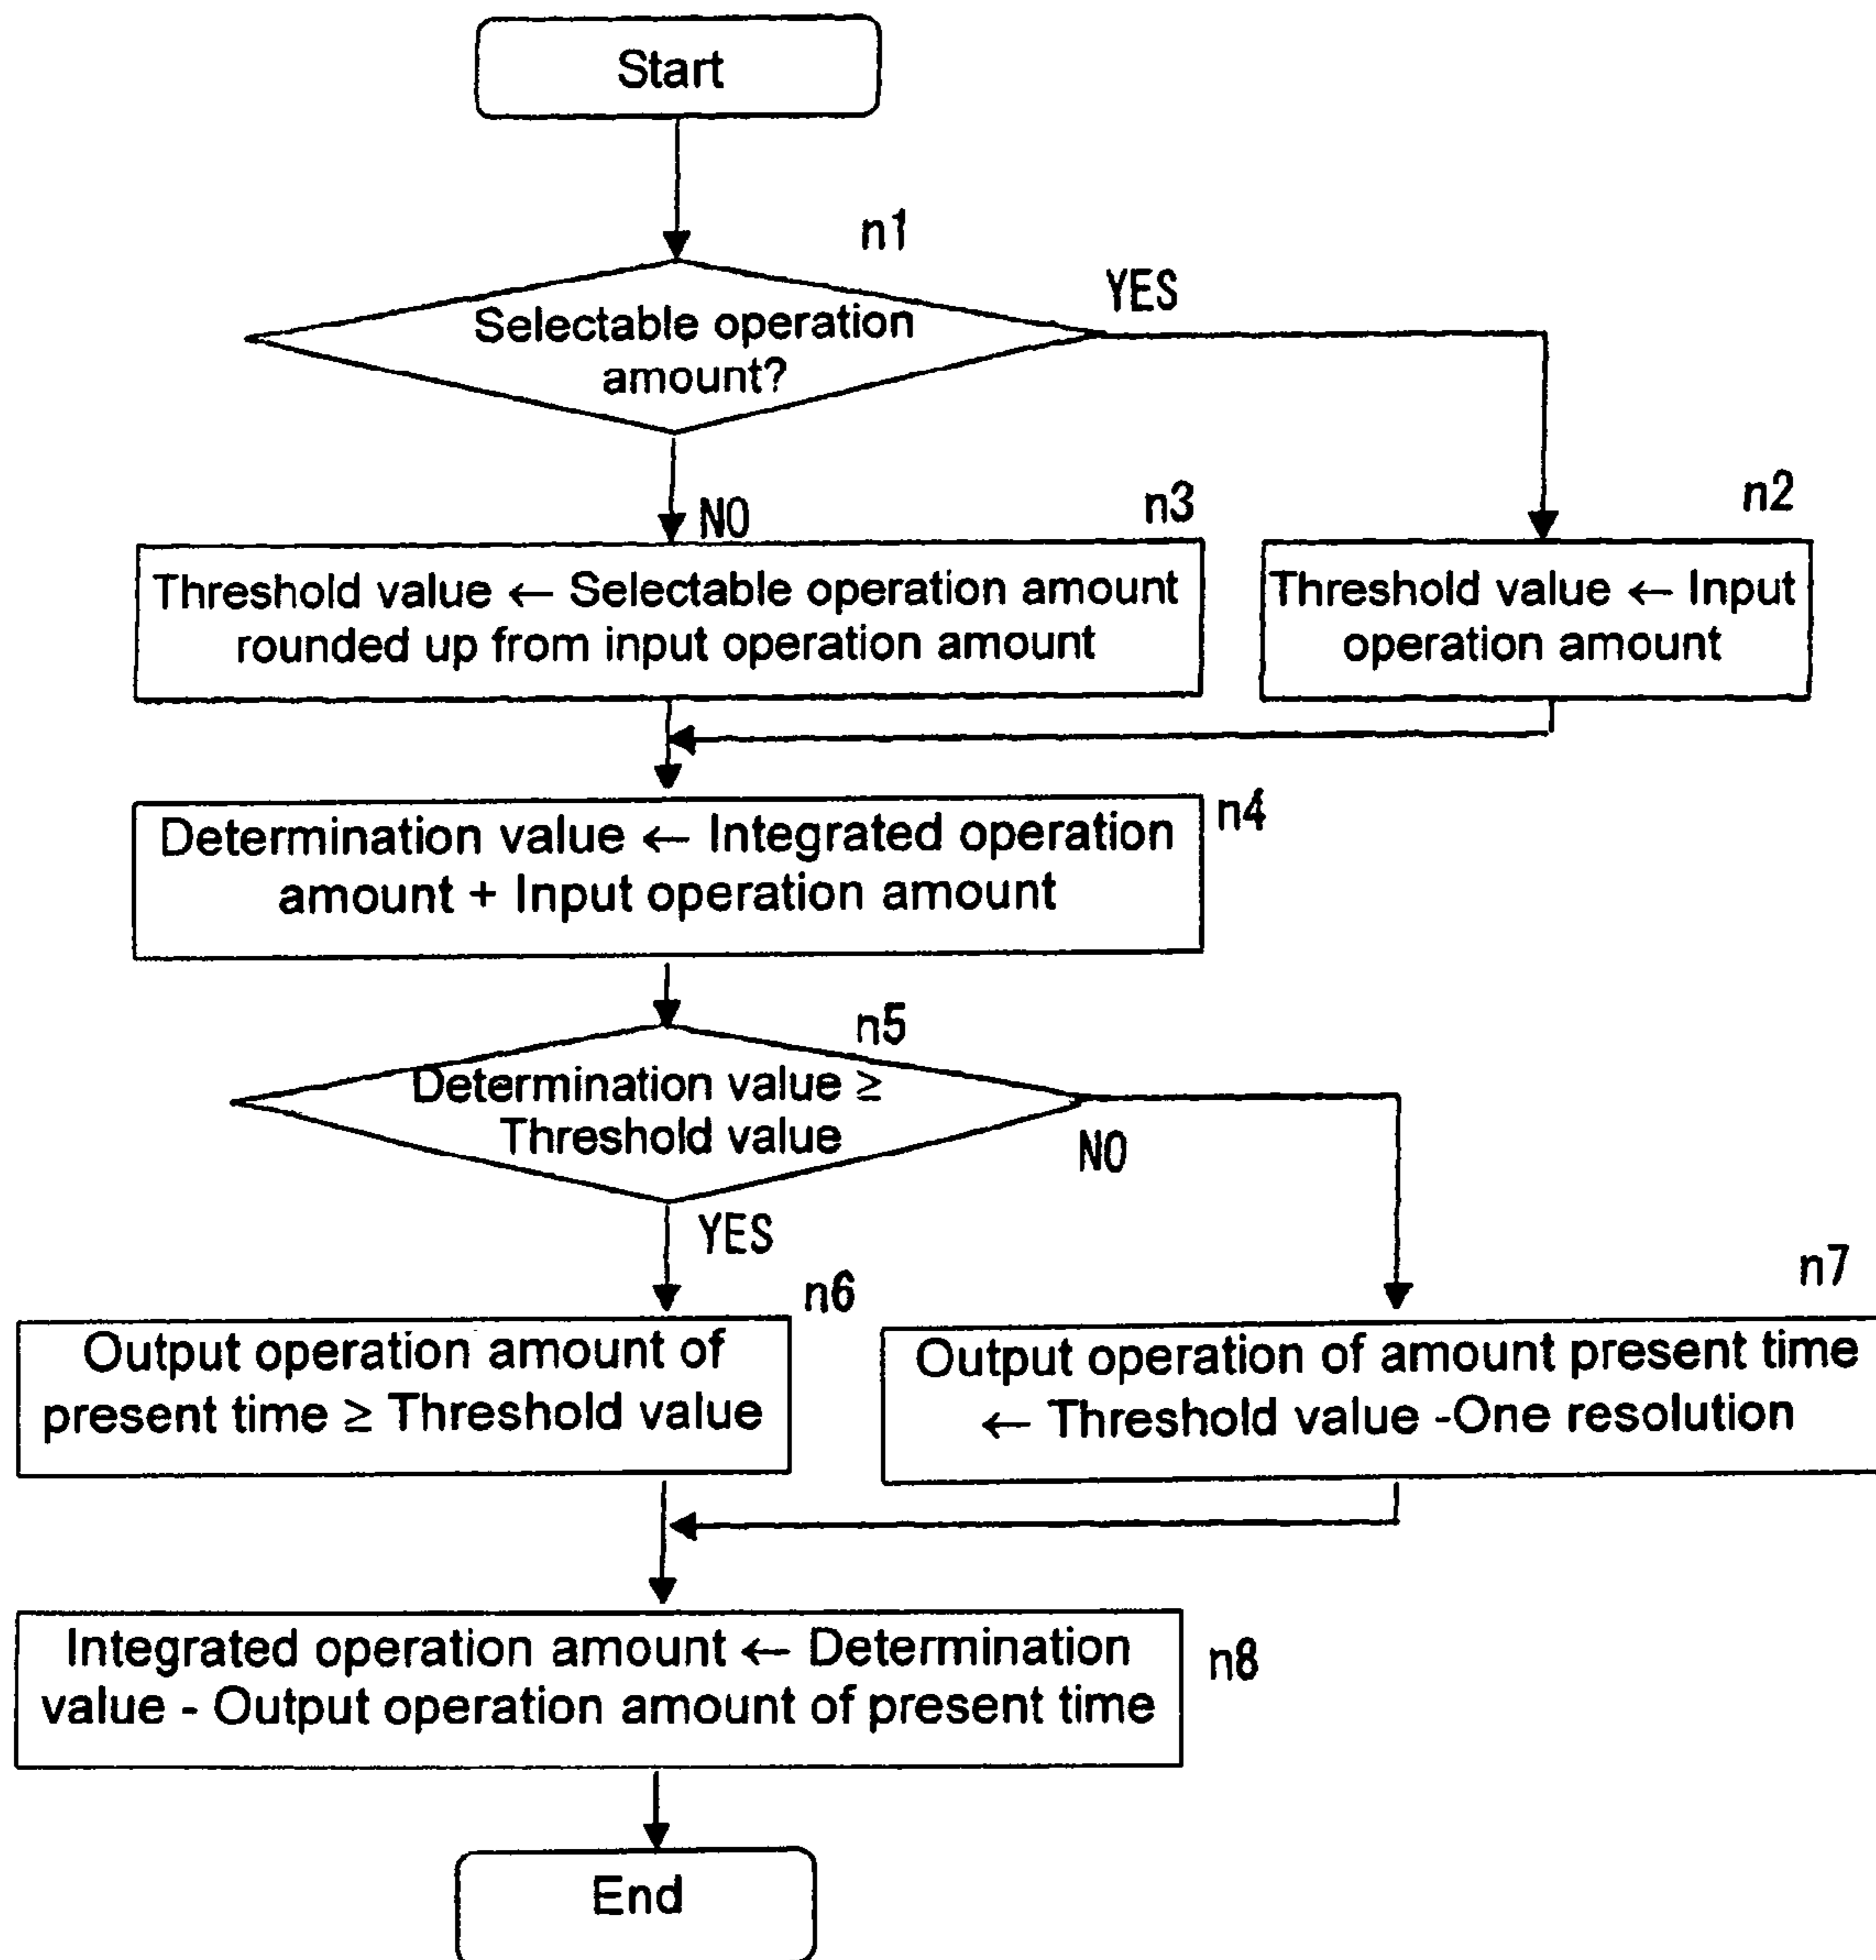 Start
n1
YES
Selectable operation
amount?
NO
n3
n2
Threshold value ← Selectable operation amount
rounded up from input operation amount
Threshold value ← Input
operation amount
Determination value ← Integrated operation
amount + Input operation amount
n4
n5
Determination value ≥
Threshold value
NO
YES
n6
n7
Output operation amount of
present time ≥ Threshold value
Output operation of amount present time
← Threshold value -One resolution
Integrated operation amount ← Determination
value - Output operation amount of present time
n8
End